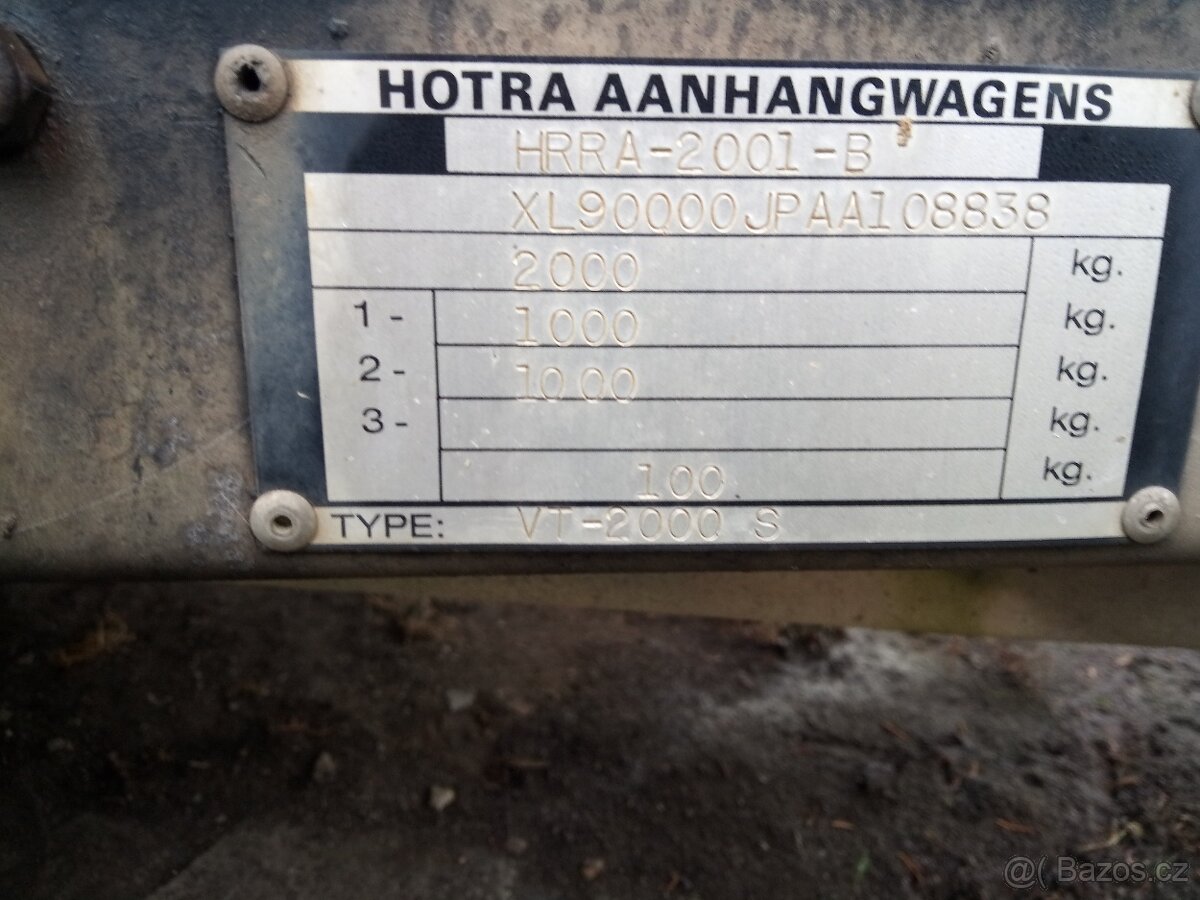 HOTRA AANHANGWAGENS
HRRA-2001-B
XL90000JPAA108838
2000 kg.
1- 1000 kg.
2- 1000 kg.
3- kg.
100 kg.
TYPE: VT-2000 S
@( Bazos.cz